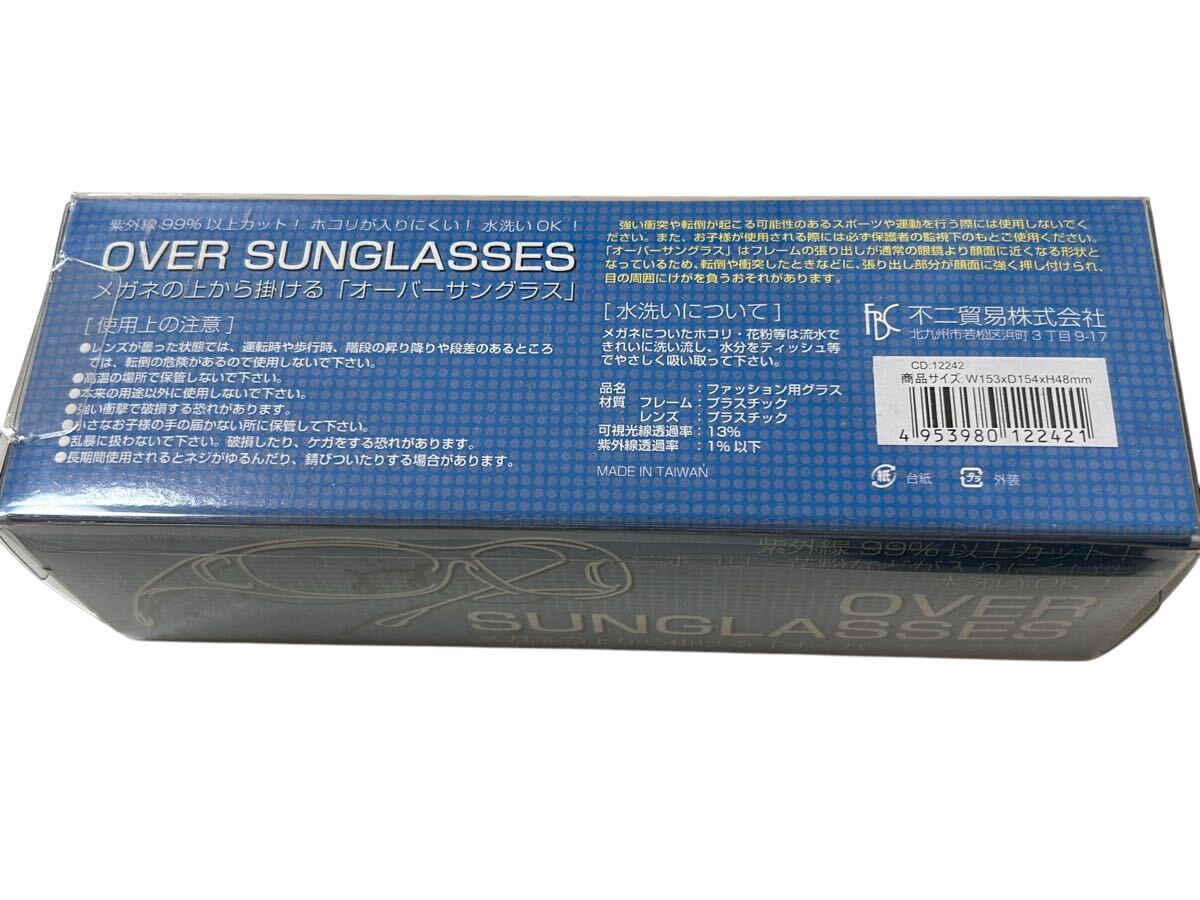 紫外線 99% 以上カット！ ホコリが入りにくい！ 水洗い OK！
OVER SUNGLASSES
メガネの上から掛ける「オーバーサングラス」
[ 使用上の注意 ]
●レンズが曇った状態では、運転時や歩行時、階段の昇り降りや段差のあるところ
では、転倒の危険があるので使用しないで下さい。
●高温の場所で保管しないで下さい。
●本来の用途以外に使用しないで下さい。
●強い衝撃で破損する恐れがあります。
●小さなお子様の手の届かない所に保管して下さい。
●乱暴に扱わないで下さい。破損したり、ケガをする恐れがあります。
●長期間使用されるとネジがゆるんだり、錆びついたりする場合があります。
強い衝突や転倒が起こる可能性のあるスポーツや運動を行う際には使用しないでく
ださい。また、お子様が使用される際には必ず保護者の監視下のもとご使用ください。
「オーバーサングラス」はフレームの張り出しが通常の眼鏡より顔面に近くなる形状と
なっているため、転倒や衝突したときなどに、張り出し部分が顔面に強く押し付けられ、
目の周囲にけがを負うおそれがあります。
[ 水洗いについて ]
メガネについたホコリ・花粉等は流水で
きれいに洗い流し、水分をティッシュ等
でやさしく吸い取って下さい。
品名 : ファッション用グラス
材質 フレーム : プラスチック
レンズ : プラスチック
可視光線透過率 : 13%
紫外線透過率 : 1% 以下
MADE IN TAIWAN
FBC 不二貿易株式会社
北九州市若松区浜町 3 丁目 9-17
CD:12242
商品サイズ:W153xD154xH48mm
4 953980 122421
紙 台紙 プラ 外装
紫外線 99% 以上カット！
水洗い OK！
OVER
SUNGLASSES